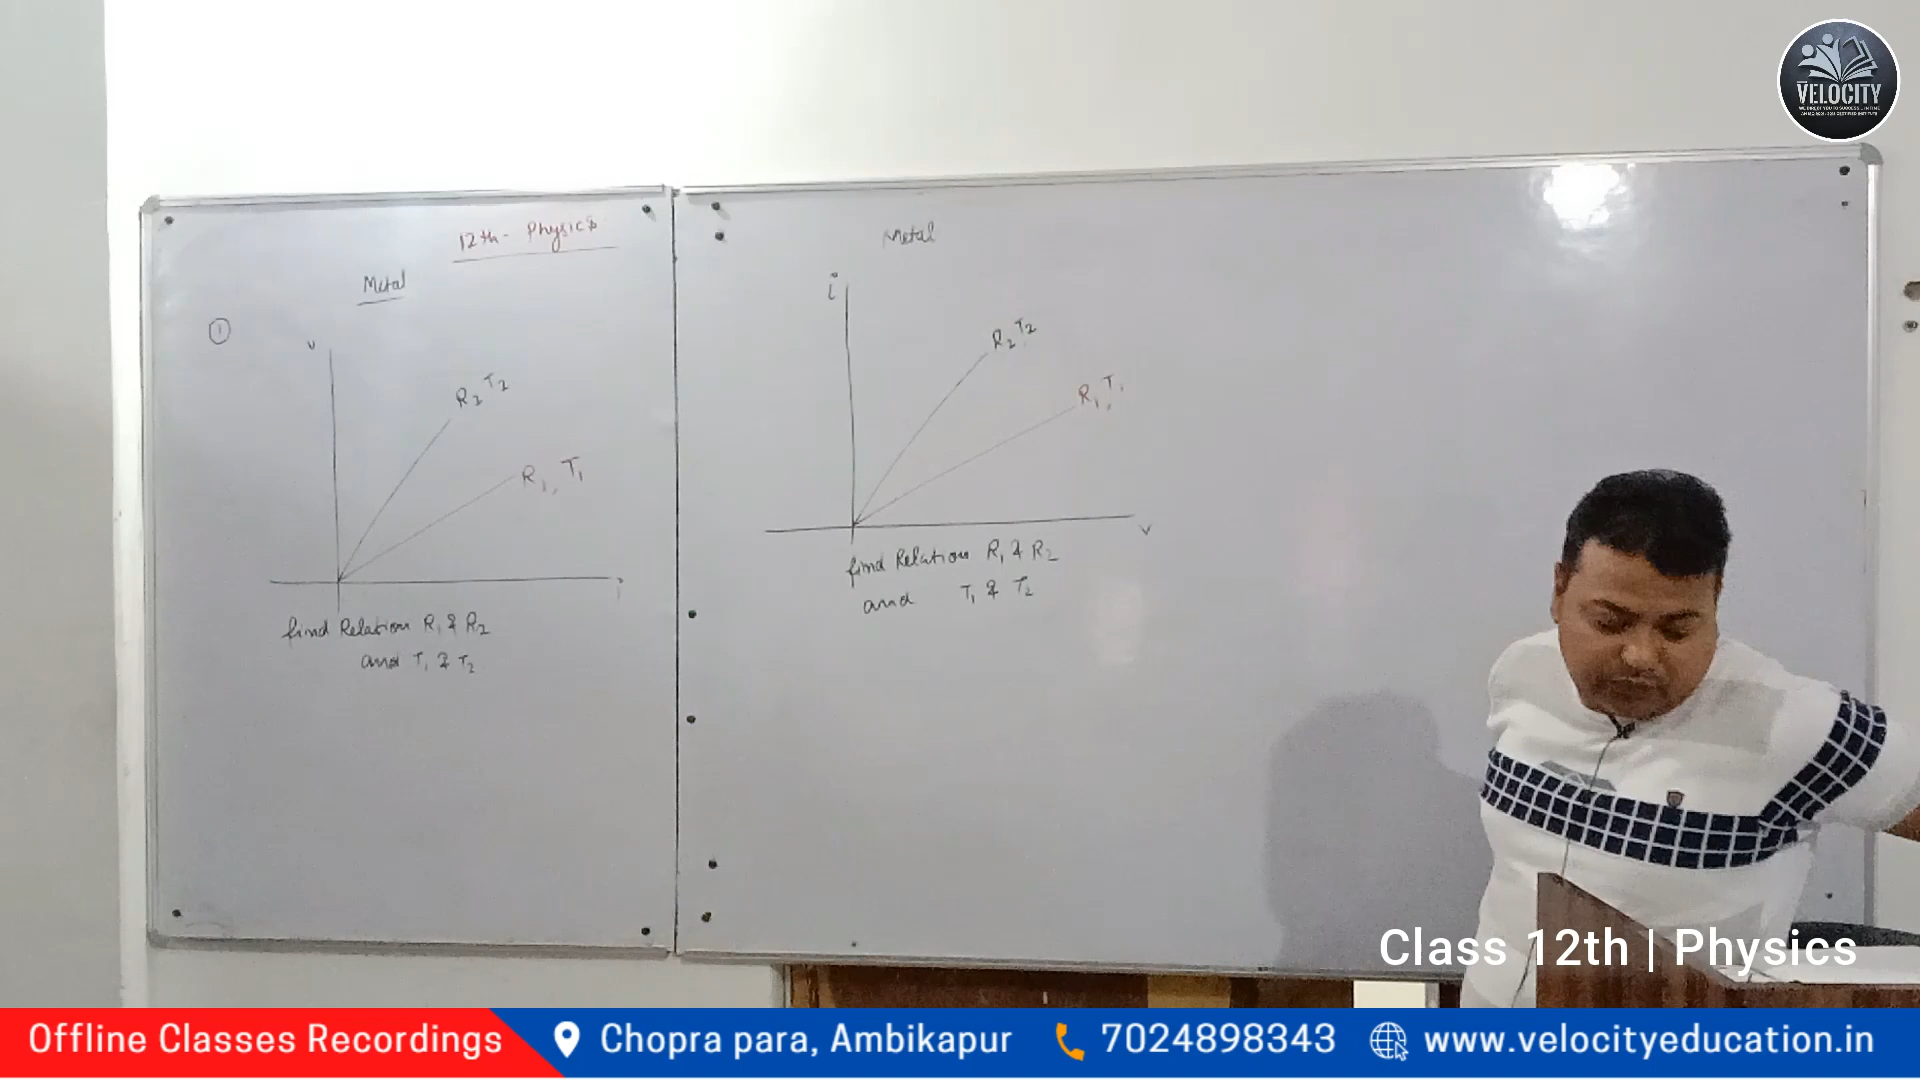 VELOCITY
12th - Physics
Metal
1
V
R2 T2
R1, T1
i
find Relation R1 & R2
and T1 & T2
Metal
i
R2, T2
R1, T1
V
find Relation R1 & R2
and T1 & T2
Class 12th | Physics
Offline Classes Recordings
Chopra para, Ambikapur
7024898343
www.velocityeducation.in